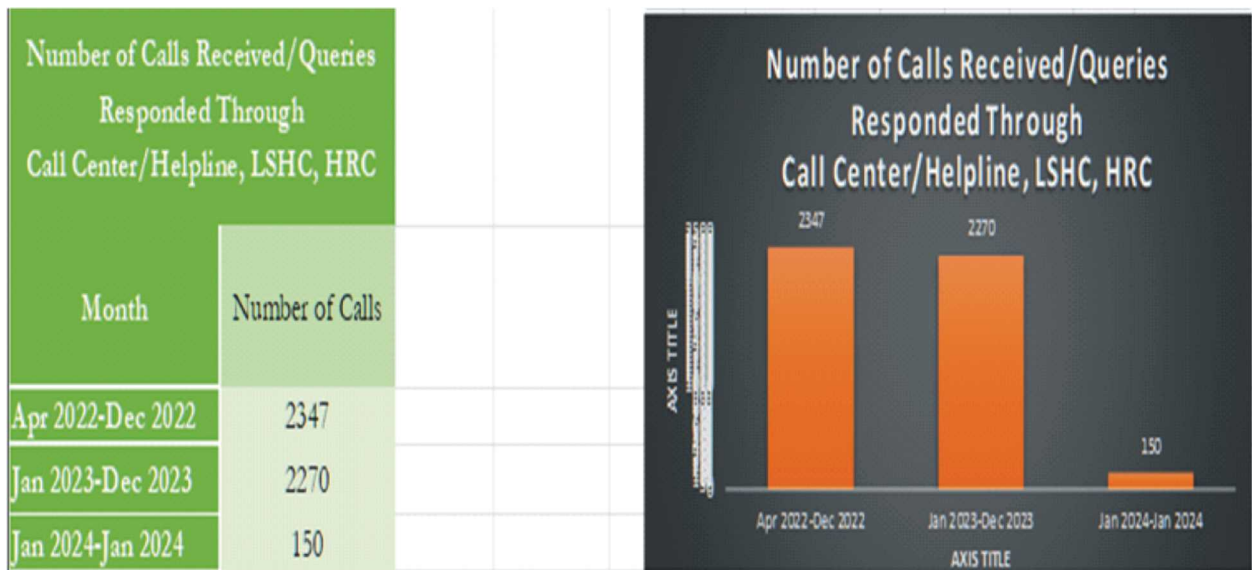 Number of Calls Received/Queries
Responded Through
Call Center/Helpline, LSHC, HRC
Month Number of Calls
Apr 2022-Dec 2022 2347
Jan 2023-Dec 2023 2270
Jan 2024-Jan 2024 150
Number of Calls Received/Queries
Responded Through
Call Center/Helpline, LSHC, HRC
2347
2270
150
AXIS TITLE
Apr 2022-Dec 2022 Jan 2023-Dec 2023 Jan 2024-Jan 2024
AXIS TITLE